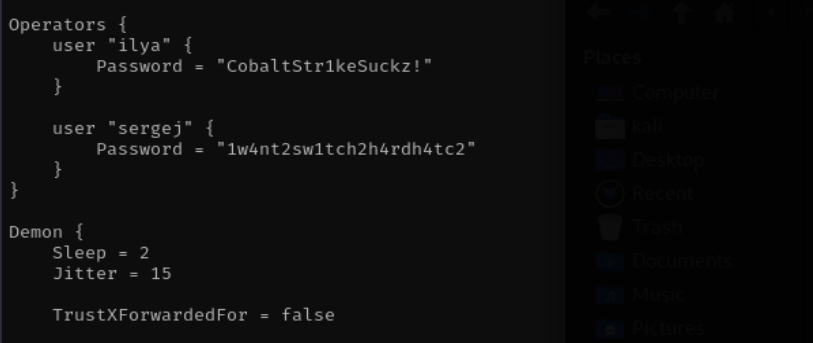 Operators {
    user "ilya" {
        Password = "CobaltStr1keSuckz!"
    }

    user "sergej" {
        Password = "1w4nt2sw1tch2h4rdh4tc2"
    }
}

Demon {
    Sleep = 2
    Jitter = 15

    TrustXForwardedFor = false
Places
Computer
kali
Desktop
Recent
Trash
Documents
Music
Pictures